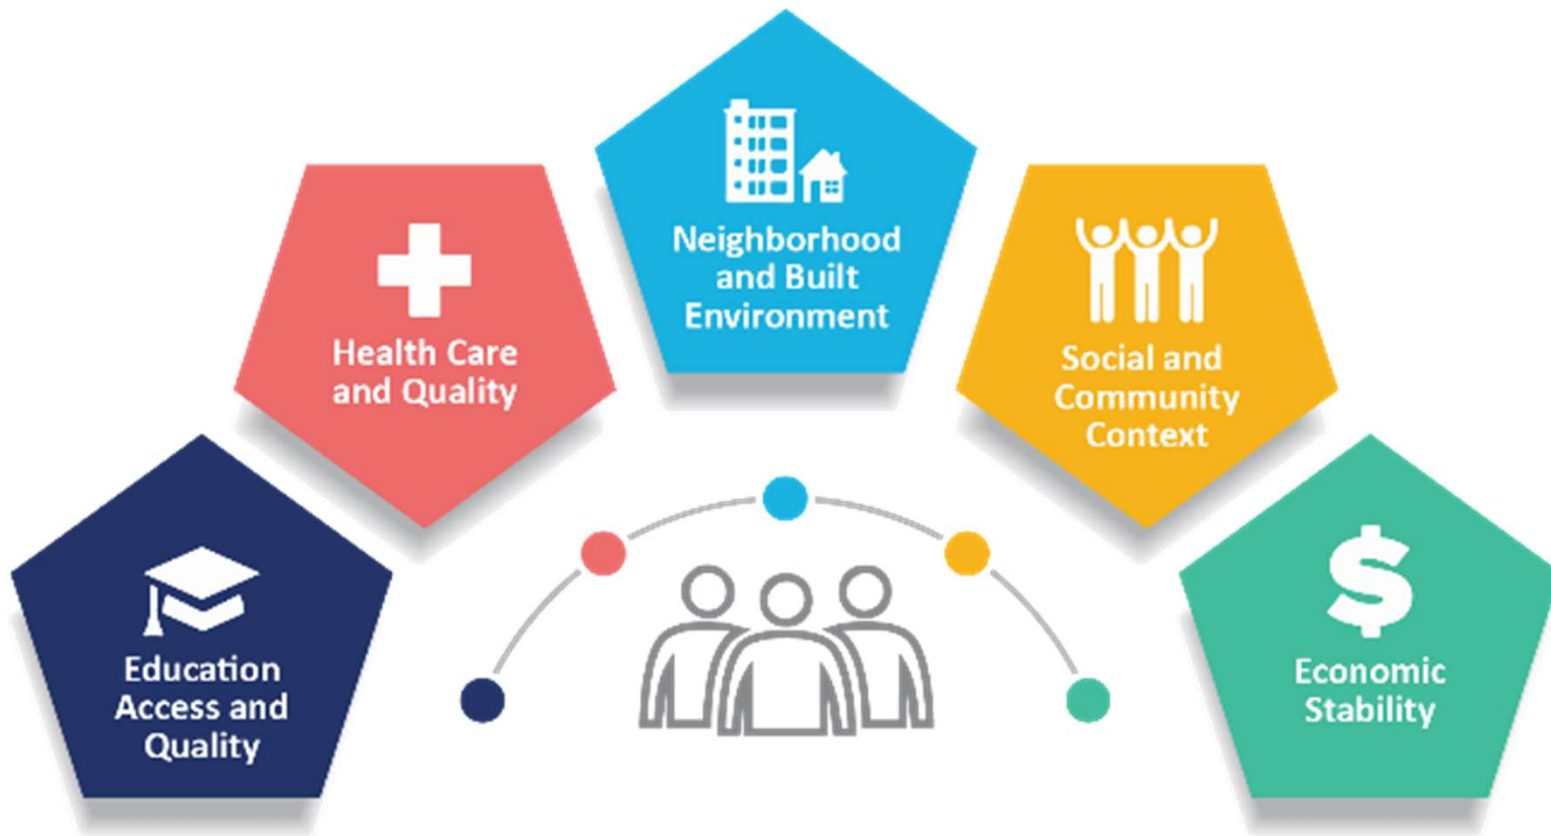 Neighborhood
and Built
Environment
Health Care
and Quality
Social and
Community
Context
Education
Access and
Quality
Economic
Stability
$